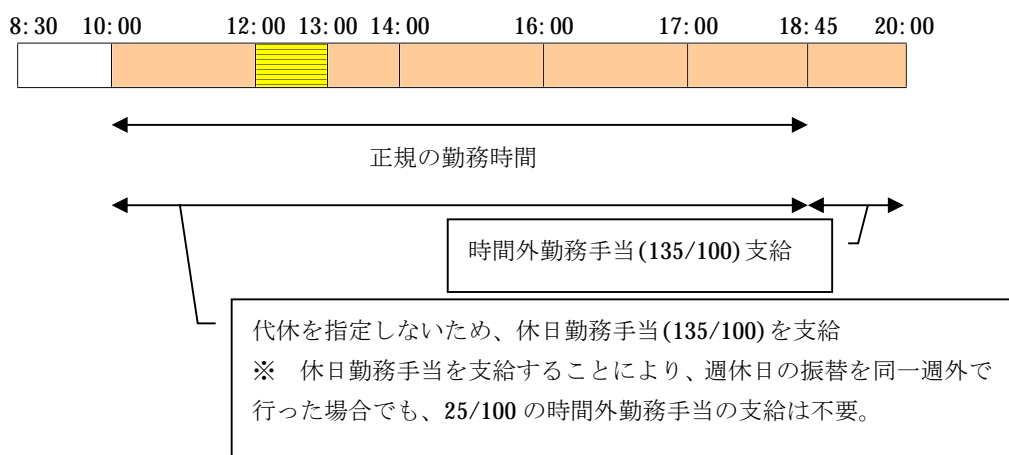 8:30 10:00 12:00 13:00 14:00 16:00 17:00 18:45 20:00
正規の勤務時間
時間外勤務手当(135/100)支給
代休を指定しないため、休日勤務手当(135/100)を支給
※　休日勤務手当を支給することにより、週休日の振替を同一週外で
行った場合でも、25/100 の時間外勤務手当の支給は不要。